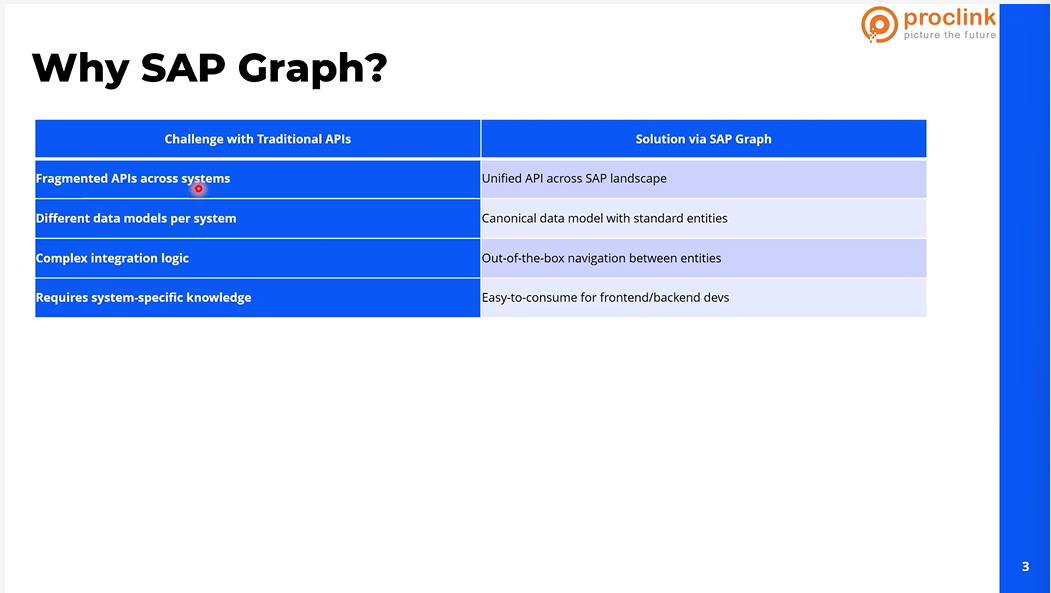 proclink
picture the future
Why SAP Graph?
Challenge with Traditional APIs
Solution via SAP Graph
Fragmented APIs across systems
Unified API across SAP landscape
Different data models per system
Canonical data model with standard entities
Complex integration logic
Out-of-the-box navigation between entities
Requires system-specific knowledge
Easy-to-consume for frontend/backend devs
3